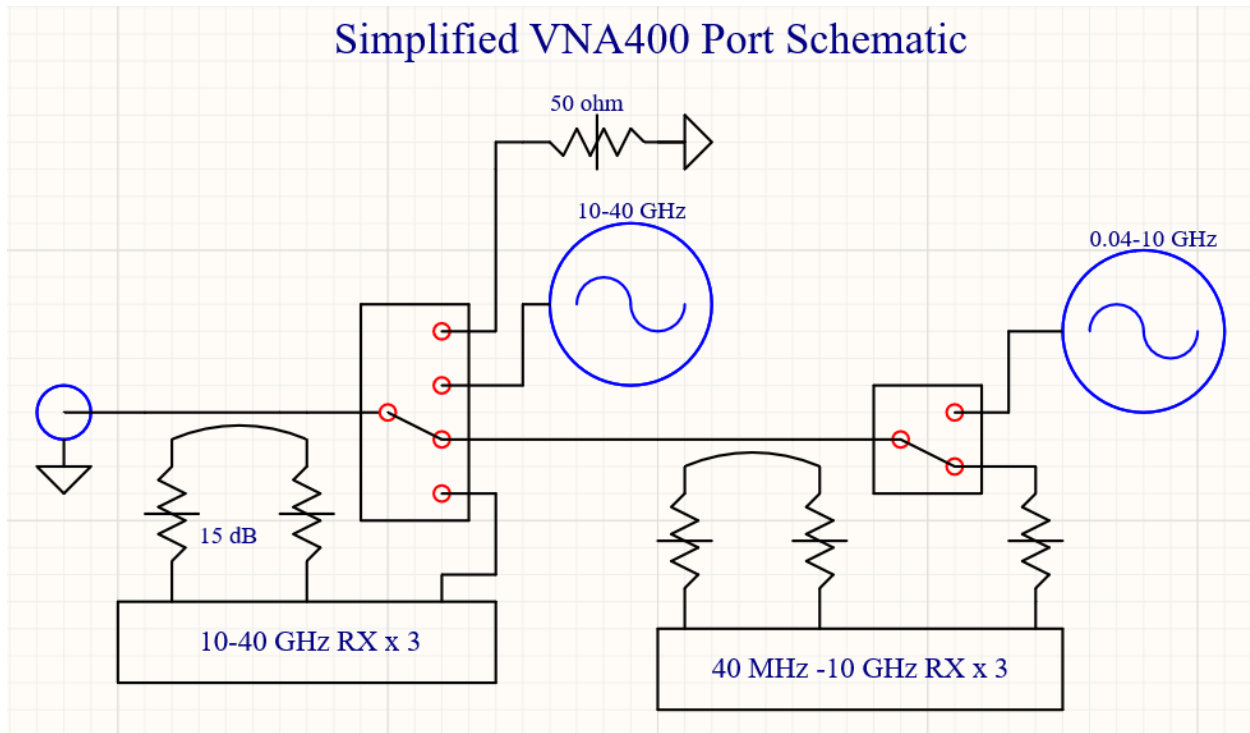 Simplified VNA400 Port Schematic
50 ohm
10-40 GHz
0.04-10 GHz
15 dB
10-40 GHz RX x 3
40 MHz -10 GHz RX x 3